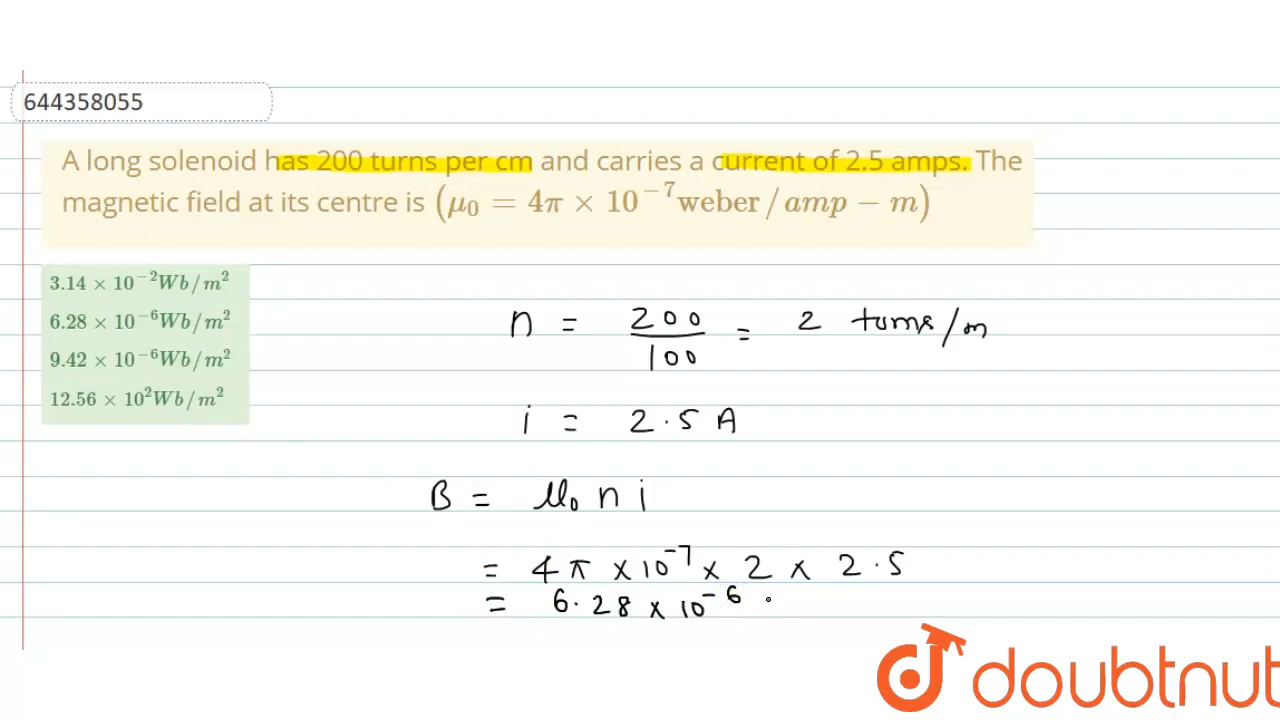 644358055
A long solenoid has 200 turns per cm and carries a current of 2.5 amps. The
magnetic field at its centre is (μ₀ = 4π × 10⁻⁷ weber / amp − m)
3.14 × 10⁻² Wb / m²
6.28 × 10⁻⁶ Wb / m²
9.42 × 10⁻⁶ Wb / m²
12.56 × 10² Wb / m²
n = 200/100 = 2 turns/m
i = 2.5 A
B = μ₀ n i
= 4π × 10⁻⁷ × 2 × 2.5
= 6.28 × 10⁻⁶
doubtnut